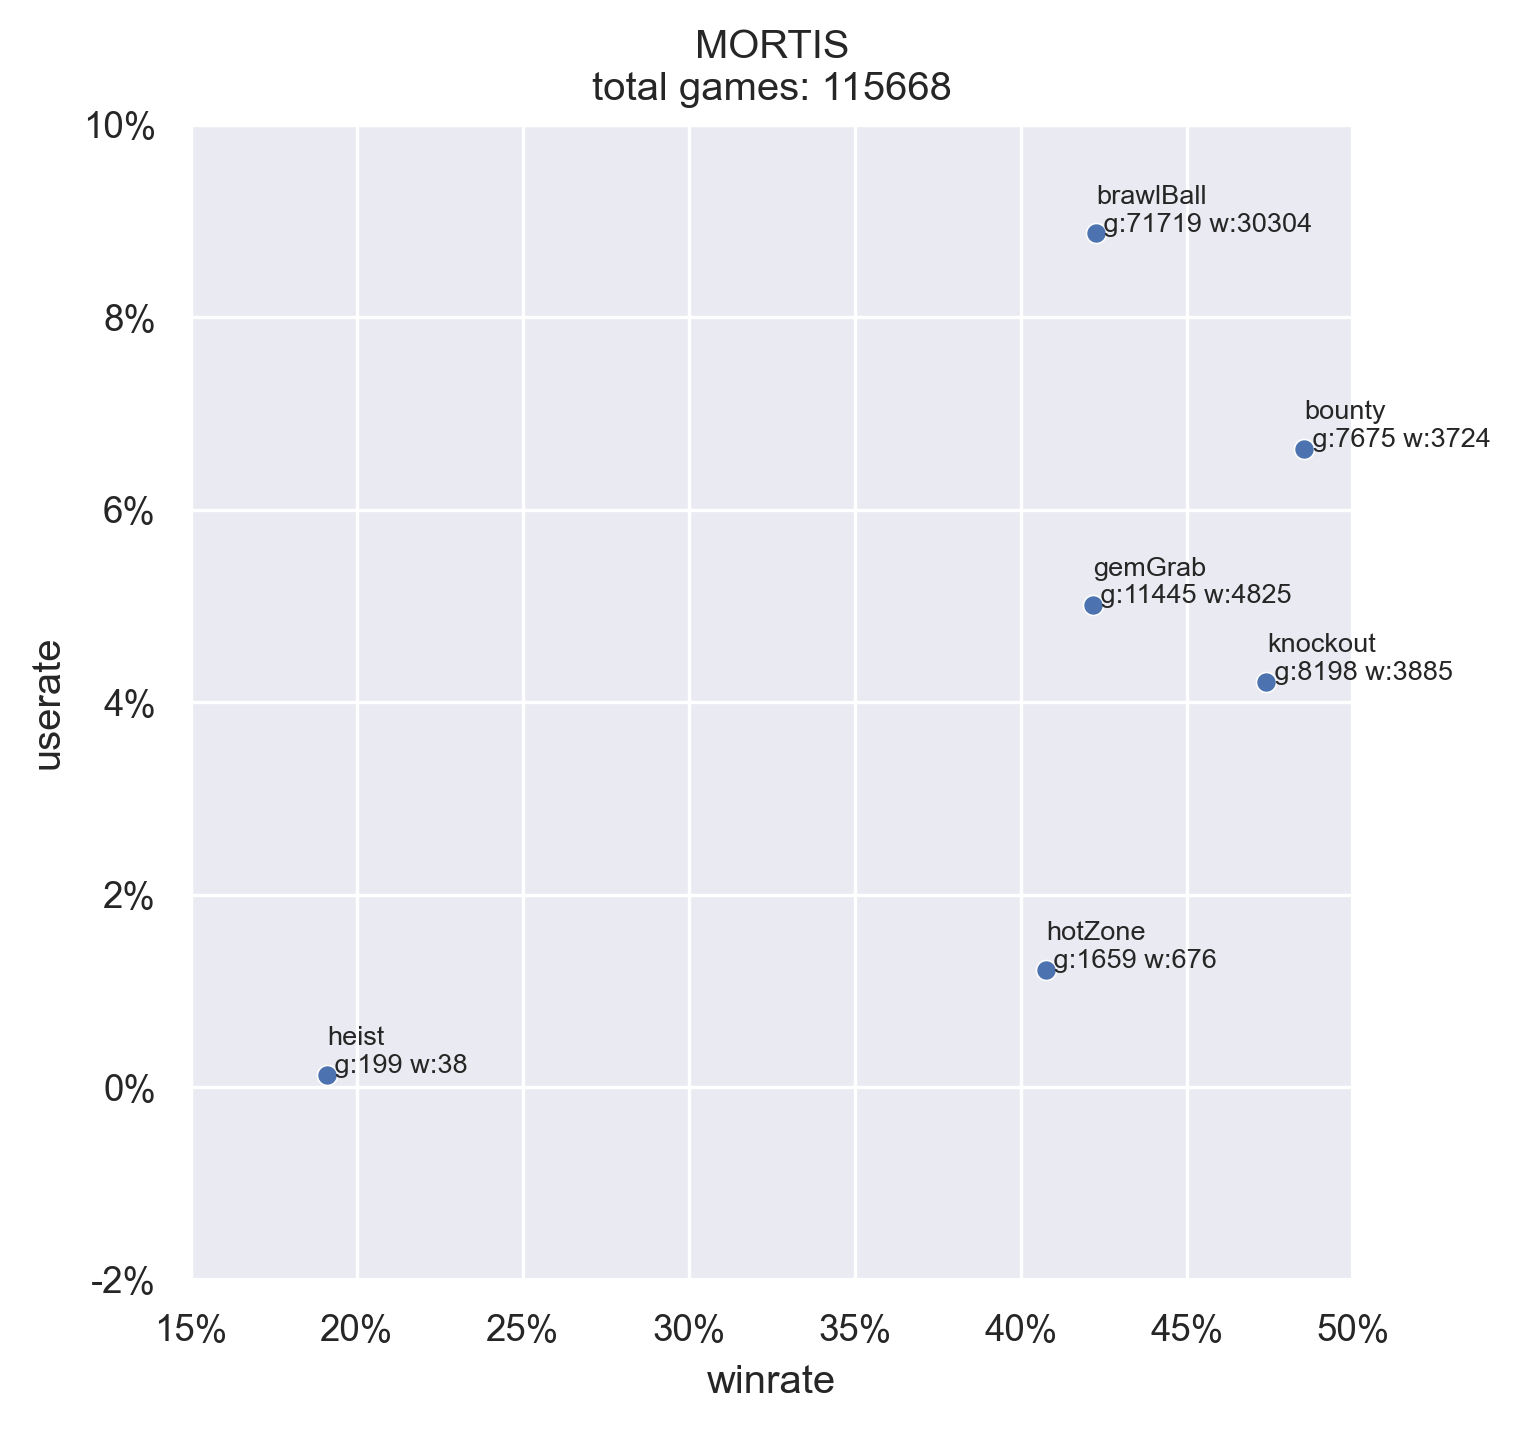 MORTIS
total games: 115668
10%
8%
6%
4%
2%
0%
-2%
userate
brawlBall
g:71719 w:30304
bounty
g:7675 w:3724
gemGrab
g:11445 w:4825
knockout
g:8198 w:3885
hotZone
g:1659 w:676
heist
g:199 w:38
15% 20% 25% 30% 35% 40% 45% 50%
winrate